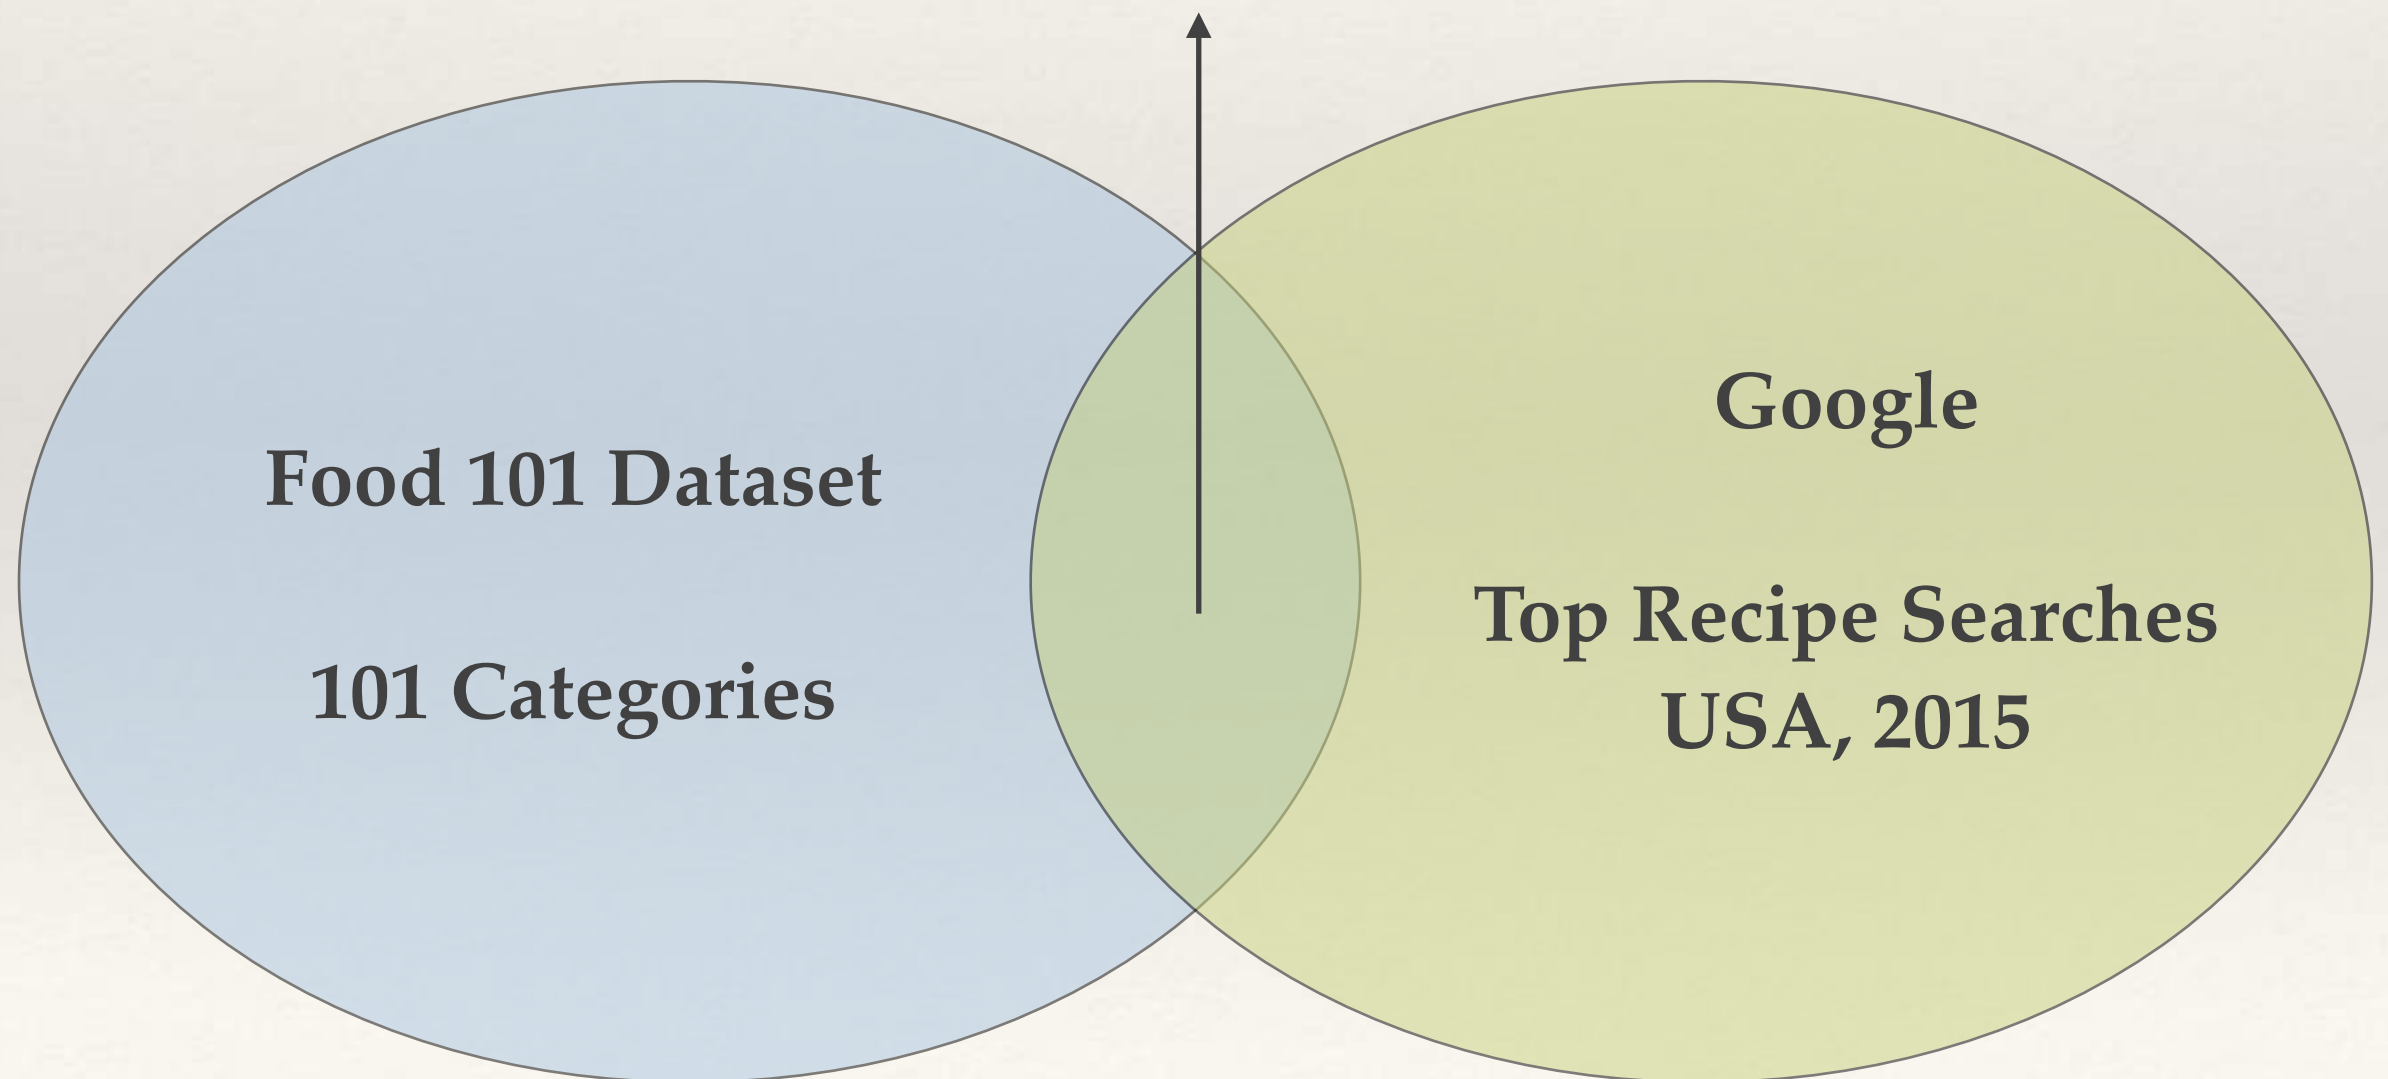 Food 101 Dataset
101 Categories
Google
Top Recipe Searches
USA, 2015